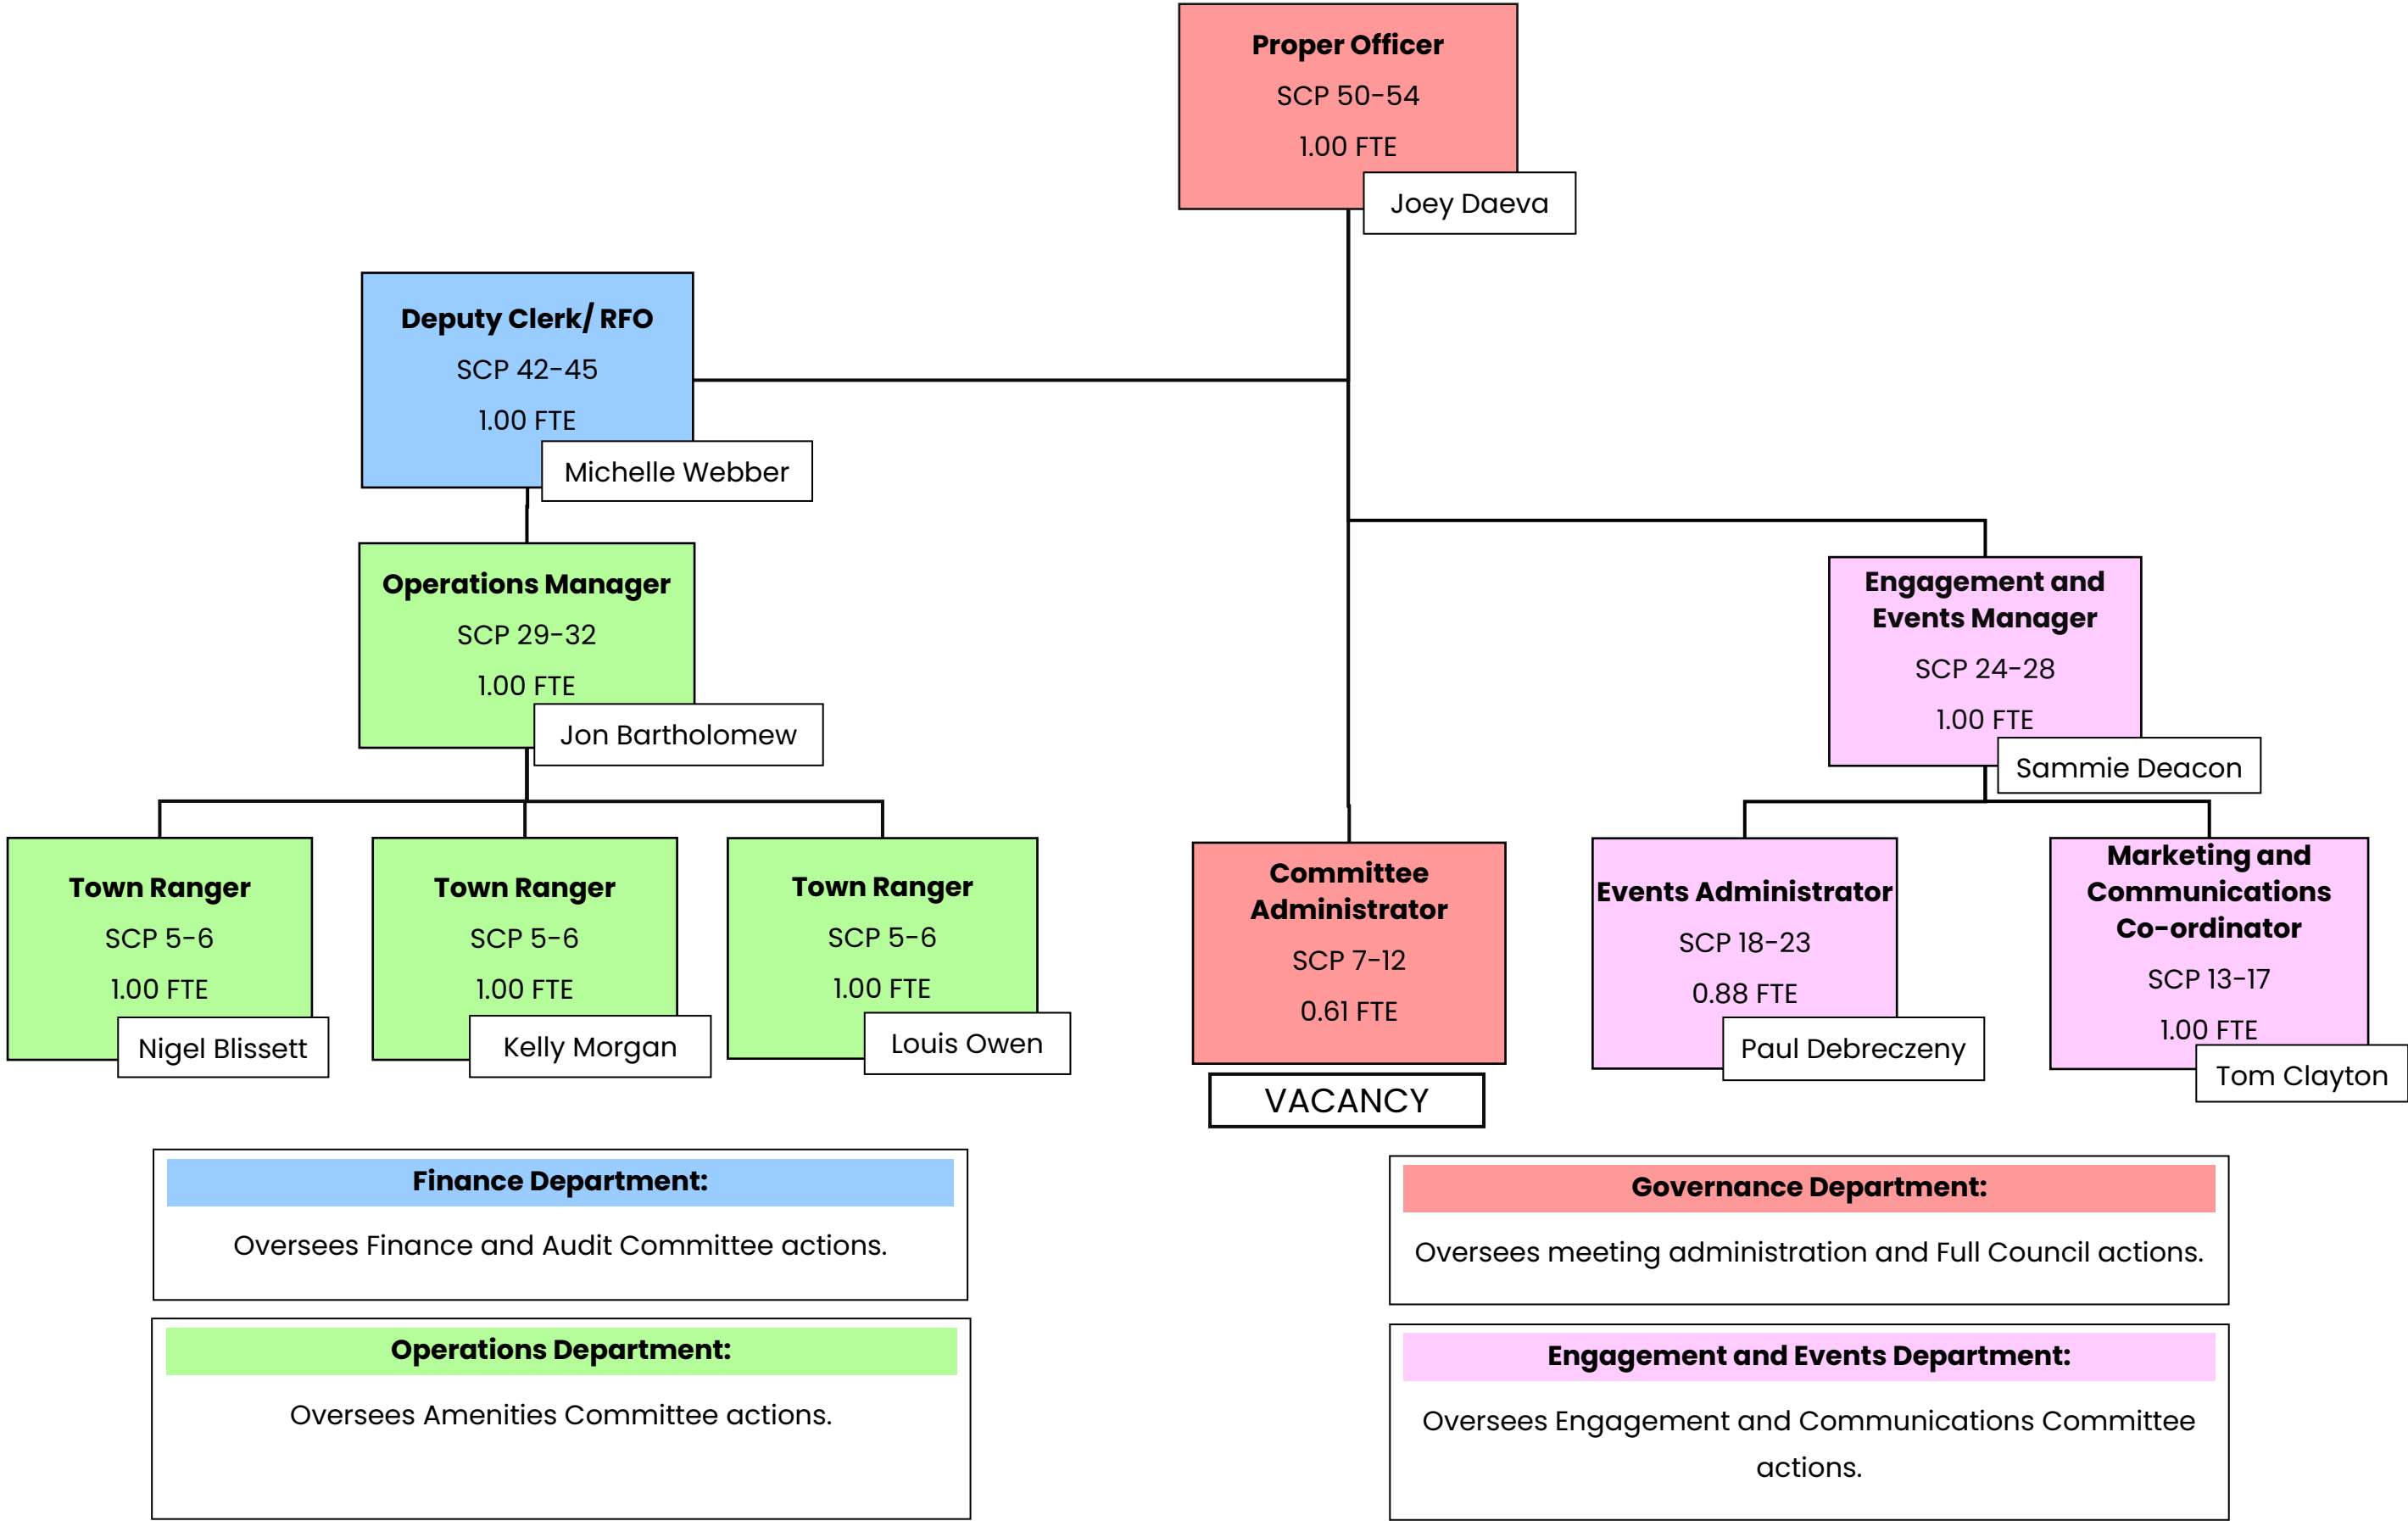 Proper Officer
SCP 50-54
1.00 FTE
Joey Daeva
Deputy Clerk/ RFO
SCP 42-45
1.00 FTE
Michelle Webber
Operations Manager
SCP 29-32
1.00 FTE
Jon Bartholomew
Engagement and
Events Manager
SCP 24-28
1.00 FTE
Sammie Deacon
Town Ranger
SCP 5-6
1.00 FTE
Nigel Blissett
Town Ranger
SCP 5-6
1.00 FTE
Kelly Morgan
Town Ranger
SCP 5-6
1.00 FTE
Louis Owen
Committee
Administrator
SCP 7-12
0.61 FTE
VACANCY
Events Administrator
SCP 18-23
0.88 FTE
Paul Debreczeny
Marketing and
Communications
Co-ordinator
SCP 13-17
1.00 FTE
Tom Clayton
Finance Department:
Oversees Finance and Audit Committee actions.
Governance Department:
Oversees meeting administration and Full Council actions.
Operations Department:
Oversees Amenities Committee actions.
Engagement and Events Department:
Oversees Engagement and Communications Committee
actions.